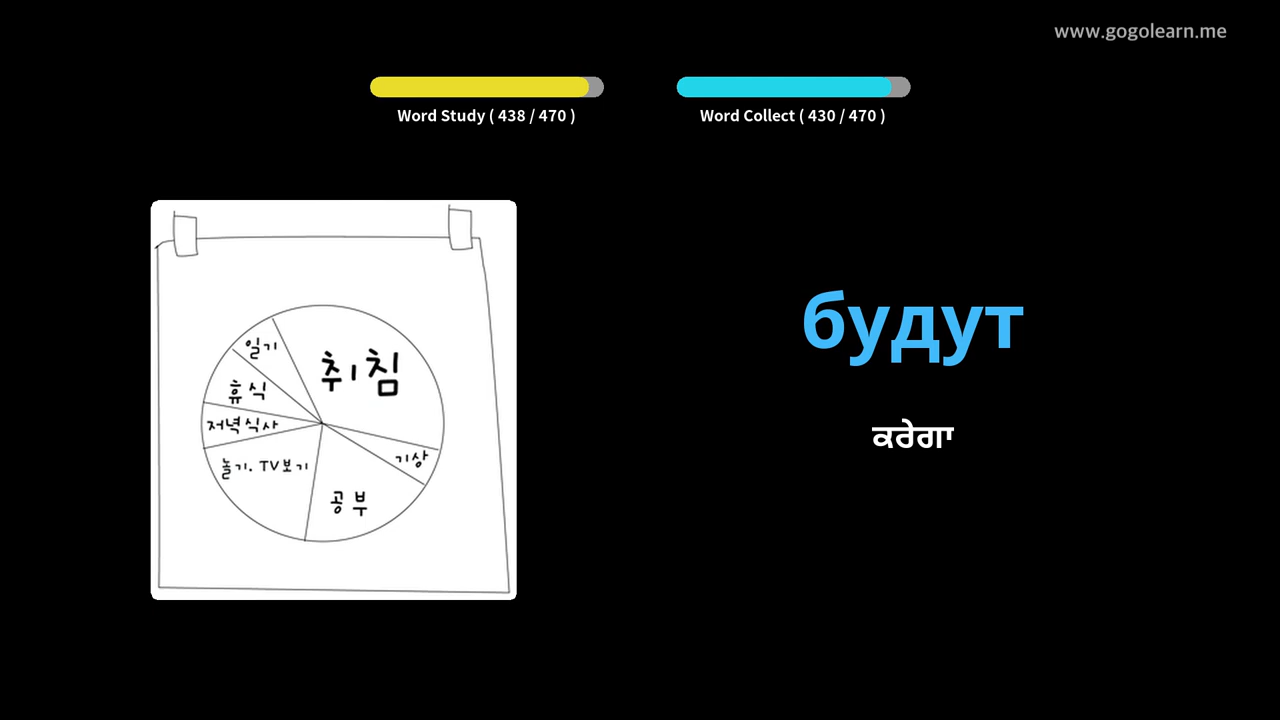 www.gogolearn.me
Word Study ( 438 / 470 )
Word Collect ( 430 / 470 )
일기
취침
휴식
저녁식사
놀기. TV보기
기상
공부
будут
ਕਰੇਗਾ